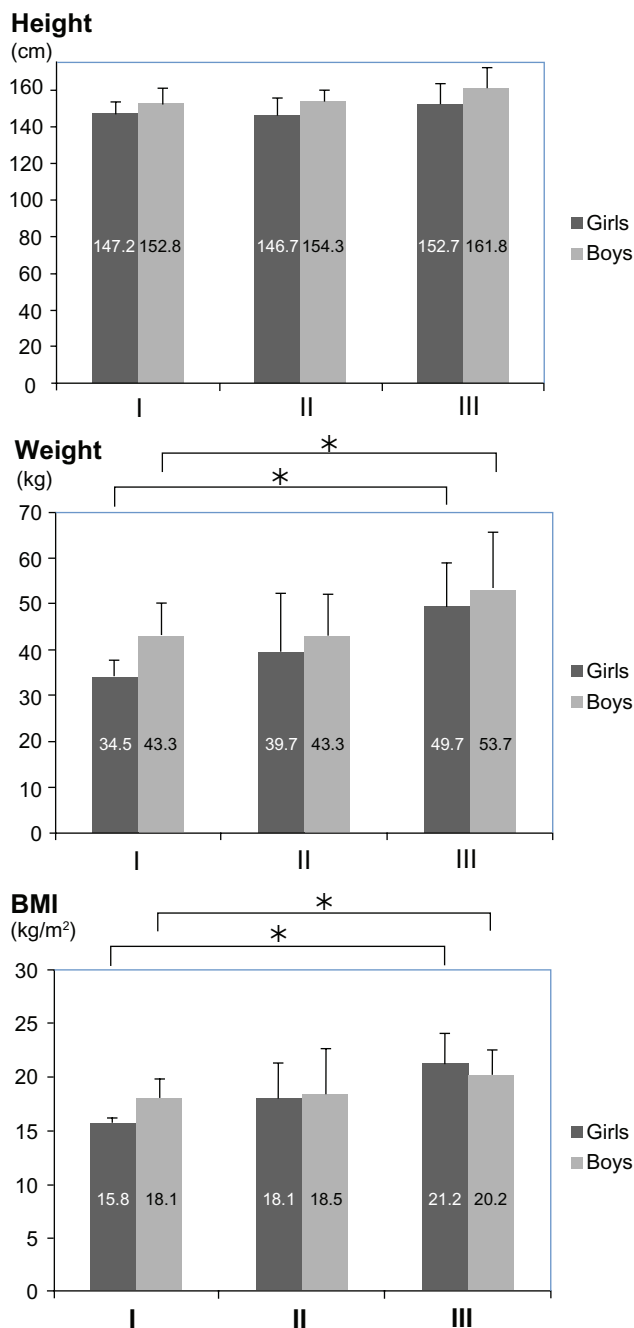 Height
(cm)
160
140
120
100
80
60
40
20
0
147.2 152.8 146.7 154.3 152.7 161.8
Girls
Boys
I II III
Weight
(kg)
* *
70
60
50
40
30
20
10
0
34.5 43.3 39.7 43.3 49.7 53.7
Girls
Boys
I II III
BMI
(kg/m²)
* *
30
25
20
15
10
5
0
15.8 18.1 18.1 18.5 21.2 20.2
Girls
Boys
I II III